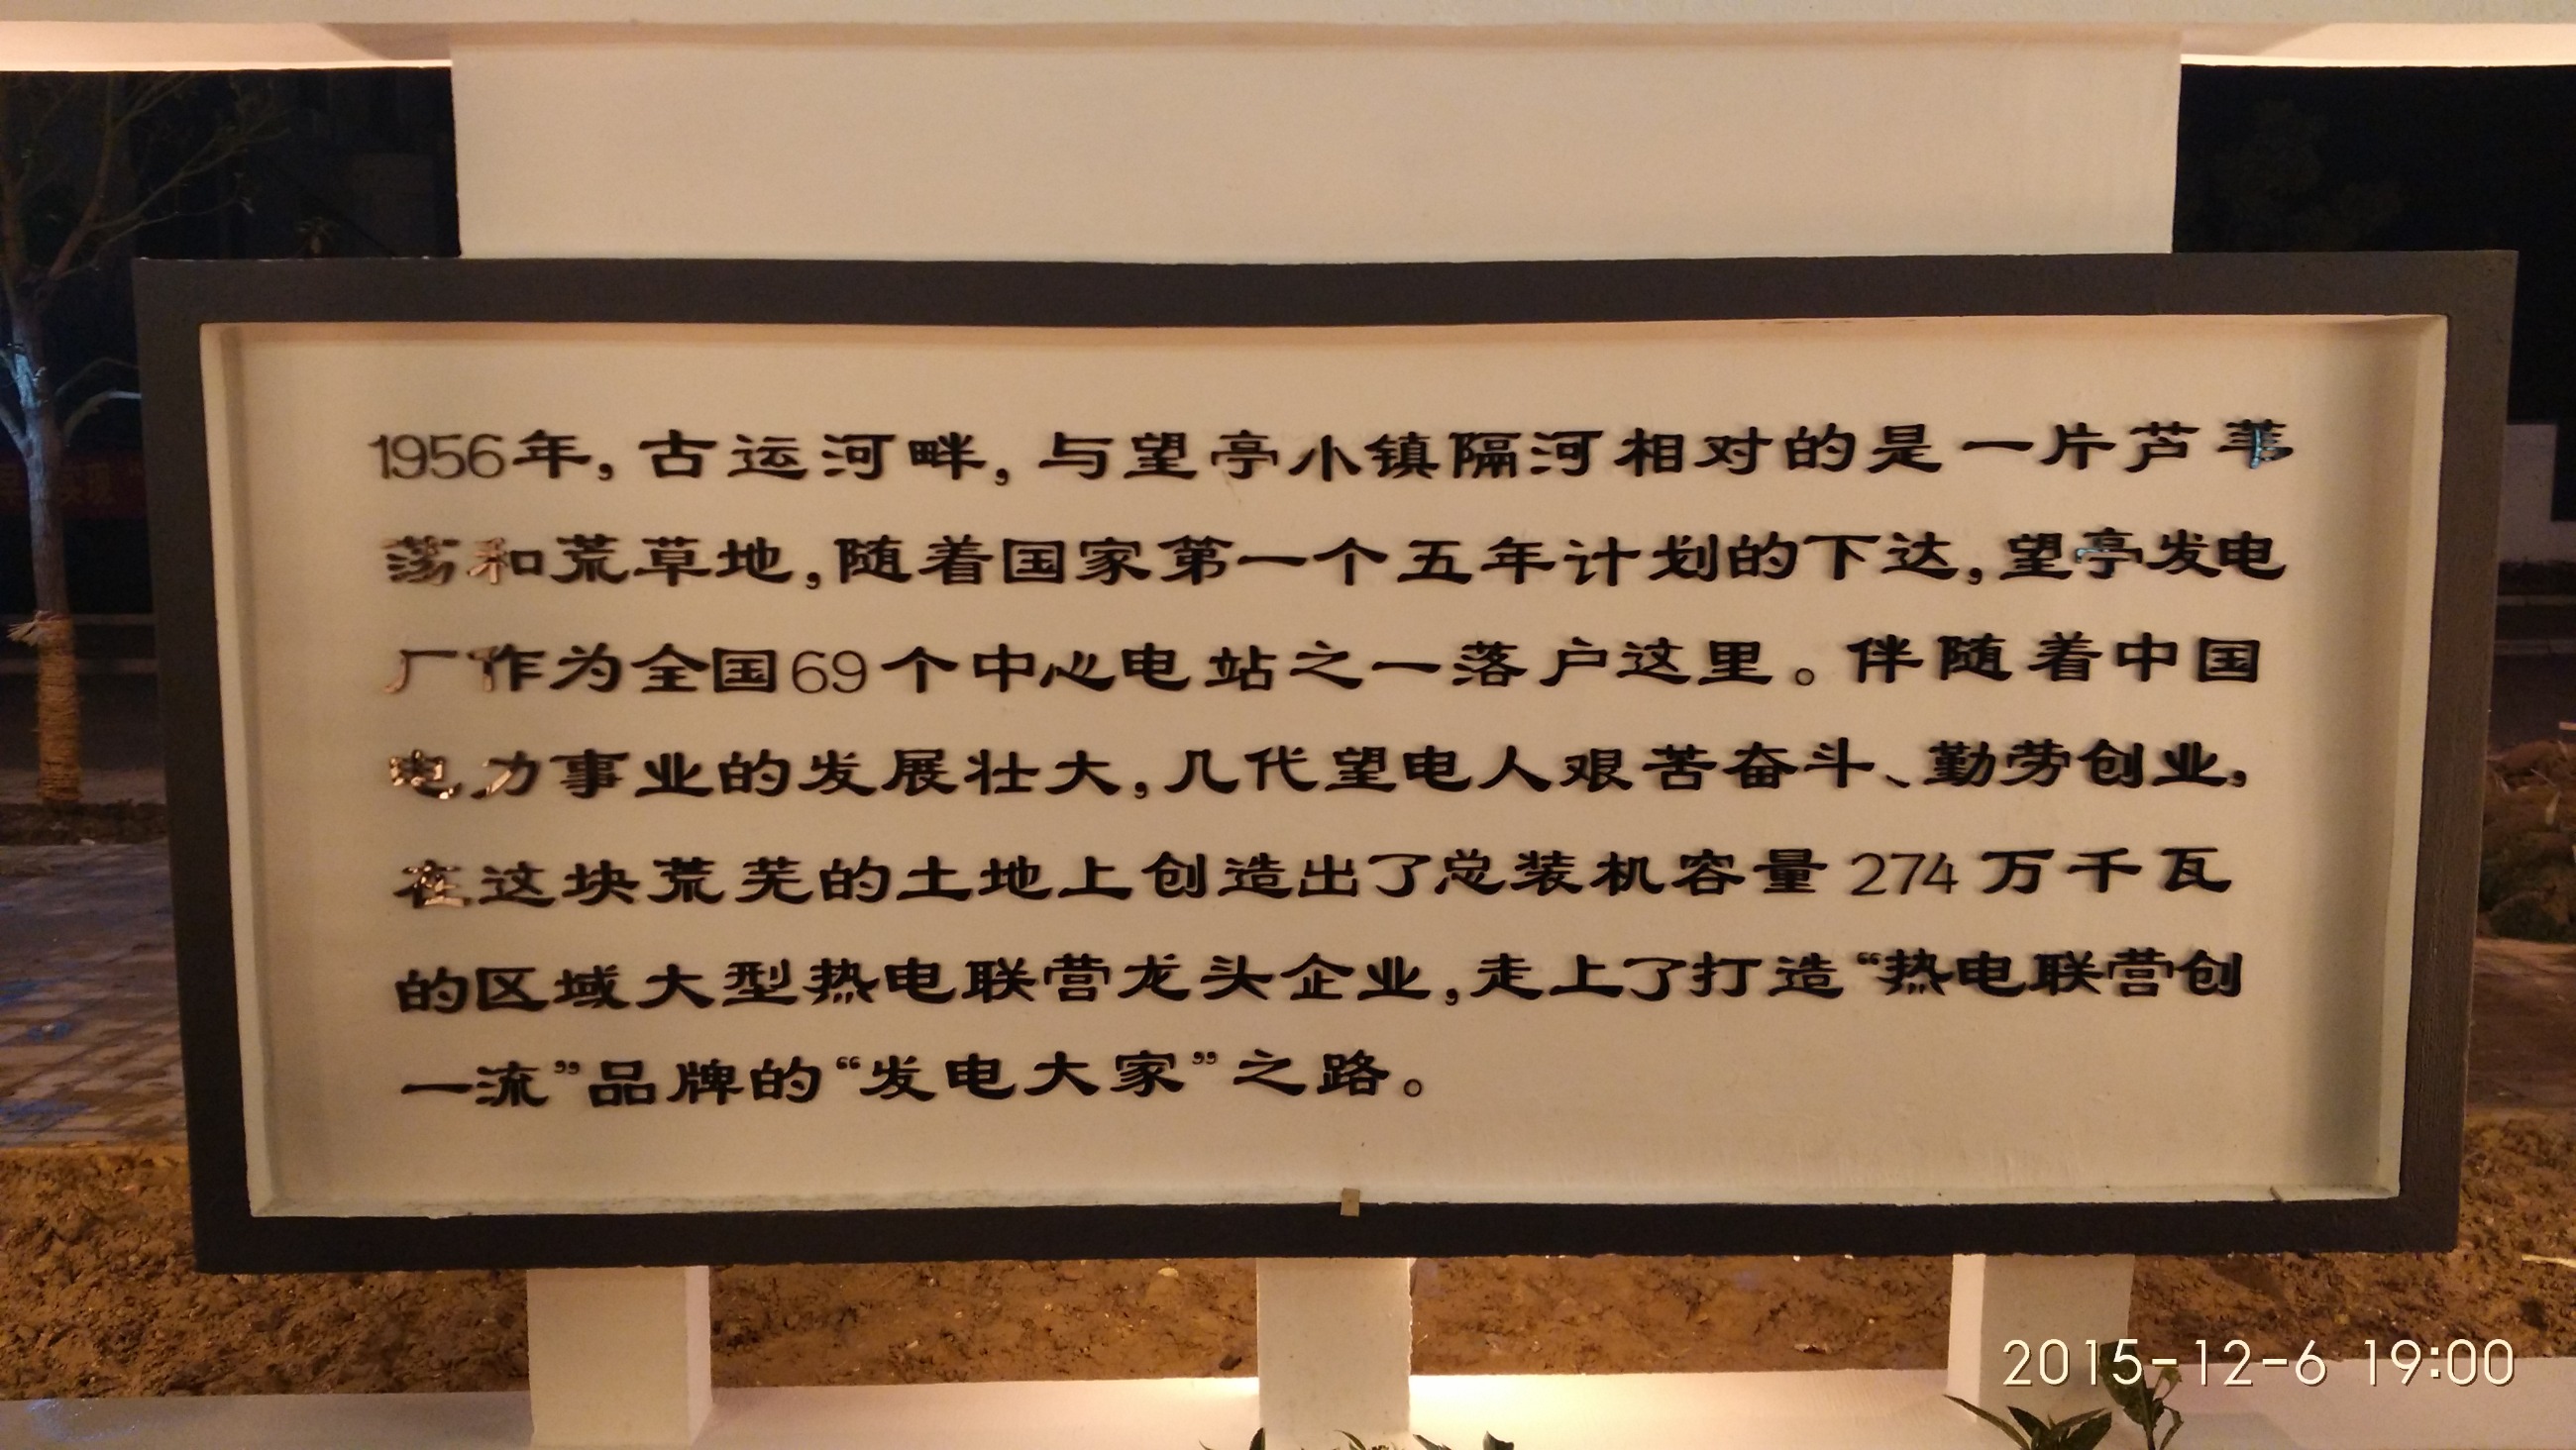 1956年，古运河畔，与望亭小镇隔河相对的是一片芦苇
荡和荒草地，随着国家第一个五年计划的下达，望亭发电
厂作为全国69个中心电站之一落户这里。伴随着中国
电力事业的发展壮大，几代望电人艰苦奋斗、勤劳创业，
在这块荒芜的土地上创造出了总装机容量274万千瓦
的区域大型热电联营龙头企业，走上了打造“热电联营创
一流”品牌的“发电大家”之路。
2015-12-6 19:00